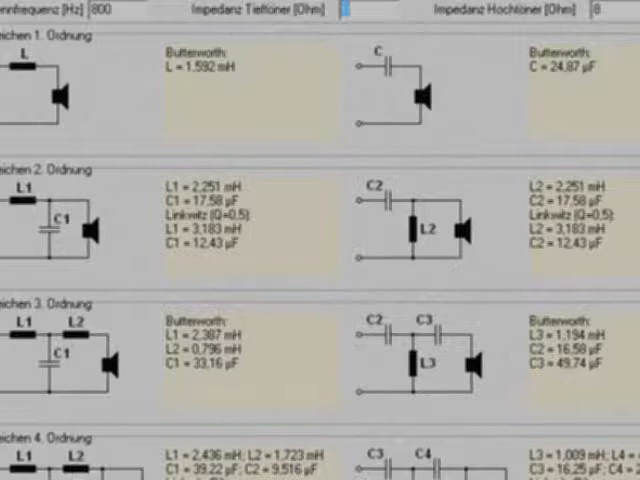 ennfrequenz [Hz] 800 Impedanz Tieftöner [Ohm] Impedanz Hochtöner [Ohm] 8
eichen 1. Ordnung
L
Butterworth:
L = 1,592 mH
C
Butterworth:
C = 24,87 µF
eichen 2. Ordnung
L1
C1
L1 = 2,251 mH
C1 = 17,58 µF
Linkwitz (Q=0,5):
L1 = 3,183 mH
C1 = 12,43 µF
C2
L2
L2 = 2,251 mH
C2 = 17,58 µF
Linkwitz (Q=0,5):
L2 = 3,183 mH
C2 = 12,43 µF
eichen 3. Ordnung
L1 L2
C1
Butterworth:
L1 = 2,387 mH
L2 = 0,796 mH
C1 = 33,16 µF
C2 C3
L3
Butterworth:
L3 = 1,194 mH
C2 = 16,58 µF
C3 = 49,74 µF
eichen 4. Ordnung
L1 L2
L1 = 2,436 mH; L2 = 1,723 mH
C1 = 39,22 µF; C2 = 9,516 µF
C3 C4
L3 = 1,009 mH; L4 =
C3 = 16,25 µF; C4 = 2